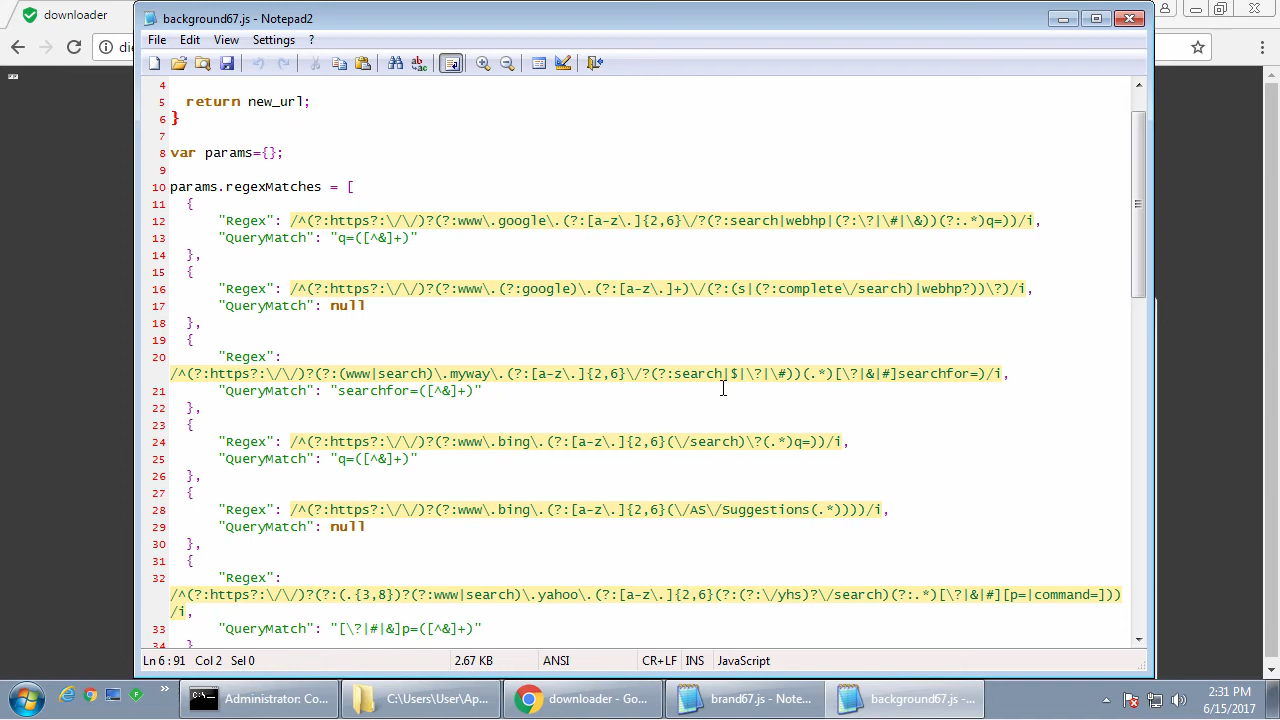 downloader
die
background67.js - Notepad2
File Edit View Settings ?
4
5 return new_url;
6 }
7
8 var params={};
9
10 params.regexMatches = [
11 {
12 "Regex": /^(?:https?:\/\/)?(?:www\.google\.(?:[a-z\.]{2,6}\/?(?:search|webhp|(?:\?|\#|\&))(?:.*)q=))/i,
13 "QueryMatch": "q=([^&]+)"
14 },
15 {
16 "Regex": /^(?:https?:\/\/)?(?:www\.(?:google)\.(?:[a-z\.]+)\/(?:(s|(?:complete\/search)|webhp?))\?)/i,
17 "QueryMatch": null
18 },
19 {
20 "Regex":
/^(?:https?:\/\/)?(?:(www|search)\.myway\.(?:[a-z\.]{2,6}\/?(?:search|$|\?|\#))(.*)[\?|&|#]searchfor=)/i,
21 "QueryMatch": "searchfor=([^&]+)"
22 },
23 {
24 "Regex": /^(?:https?:\/\/)?(?:www\.bing\.(?:[a-z\.]{2,6}(\/search)\?(.*)q=))/i,
25 "QueryMatch": "q=([^&]+)"
26 },
27 {
28 "Regex": /^(?:https?:\/\/)?(?:www\.bing\.(?:[a-z\.]{2,6}(\/AS\/Suggestions(.*))))/i,
29 "QueryMatch": null
30 },
31 {
32 "Regex":
/^(?:https?:\/\/)?(?:(.{3,8})?(?:www|search)\.yahoo\.(?:[a-z\.]{2,6}(?:(?:\/yhs)?\/search)(?:.*)[\?|&|#][p=|command=]))
/i,
33 "QueryMatch": "[\?|#|&]p=([^&]+)"
34 }
Ln 6 : 91 Col 2 Sel 0 2.67 KB ANSI CR+LF INS JavaScript
Administrator: Co...
C:\Users\User\Ap...
downloader - Go...
brand67.js - Note...
background67.js -...
2:31 PM
6/15/2017